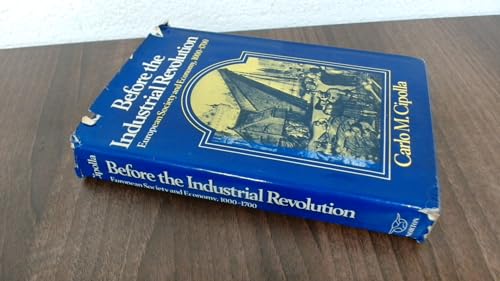 Before the
Industrial Revolution
European Society and Economy, 1000-1700
Carlo M. Cipolla
Cipolla
Before the Industrial Revolution
European Society and Economy, 1000-1700
NORTON